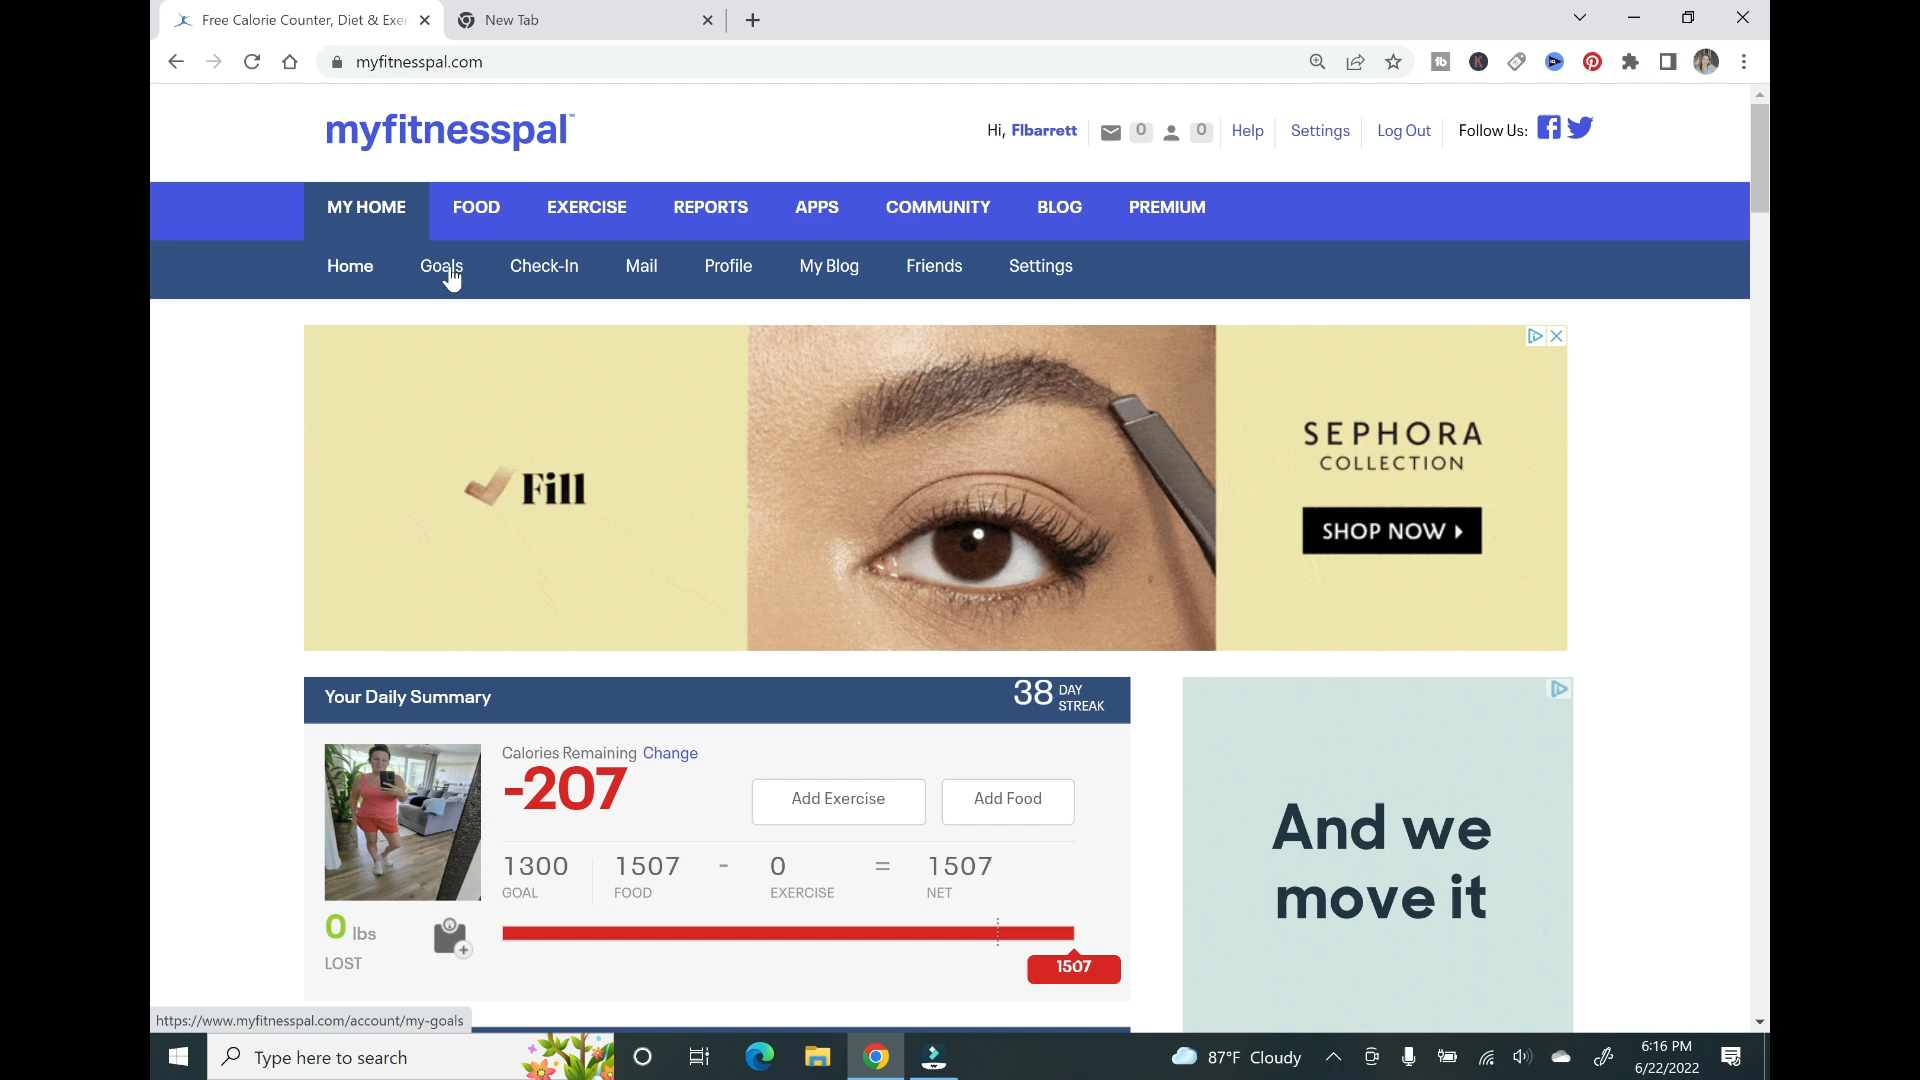 Free Calorie Counter, Diet & Exer
New Tab
myfitnesspal.com
myfitnesspal™
Hi, Flbarrett 0 0 Help Settings Log Out Follow Us:
MY HOME FOOD EXERCISE REPORTS APPS COMMUNITY BLOG PREMIUM
Home Goals Check-In Mail Profile My Blog Friends Settings
Fill
SEPHORA
COLLECTION
SHOP NOW
Your Daily Summary
38 DAY
STREAK
Calories Remaining Change
-207
Add Exercise Add Food
1300 1507 - 0 = 1507
GOAL FOOD EXERCISE NET
0 lbs
LOST
1507
And we
move it
https://www.myfitnesspal.com/account/my-goals
Type here to search
87°F Cloudy
6:16 PM
6/22/2022